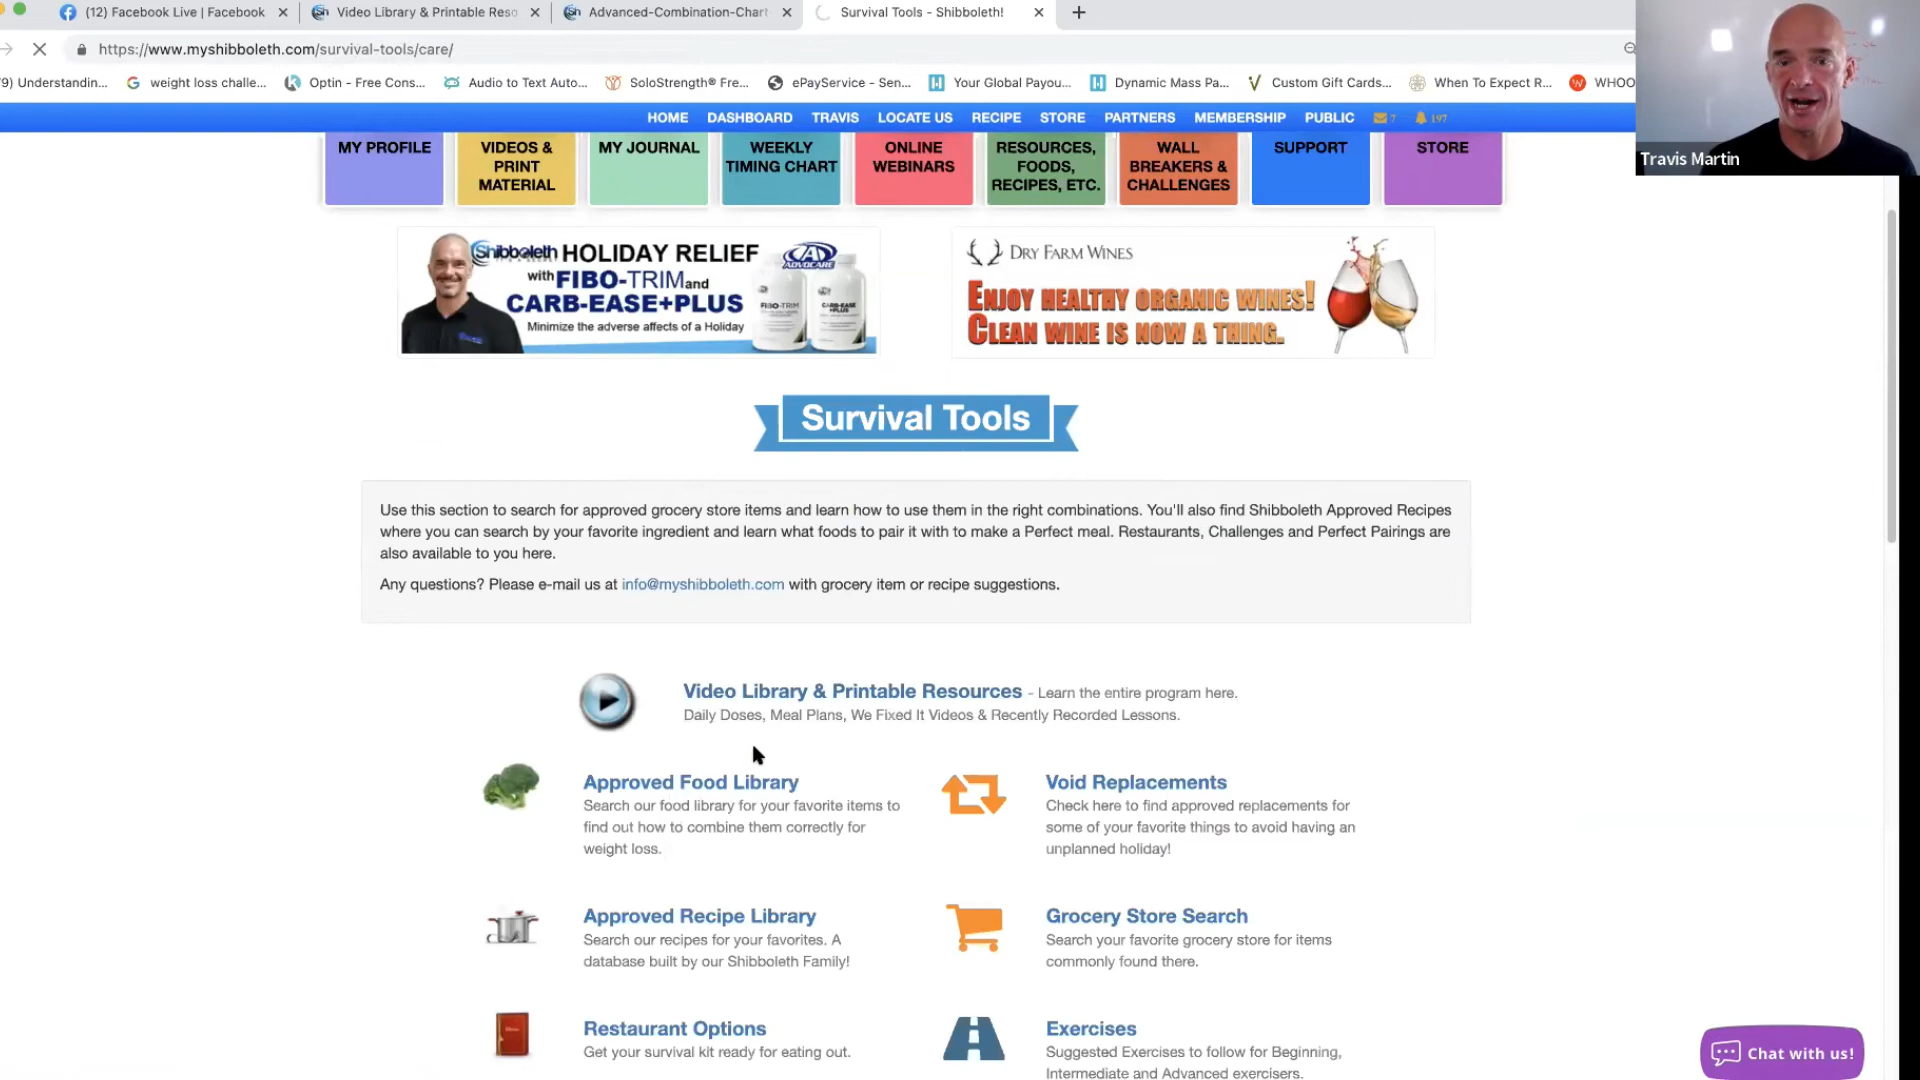 (12) Facebook Live | Facebook
Video Library & Printable Reso
Advanced-Combination-Chart
Survival Tools - Shibboleth!
https://www.myshibboleth.com/survival-tools/care/
9) Understandin...
weight loss challe...
Optin - Free Cons...
Audio to Text Auto...
SoloStrength® Fre...
ePayService - Sen...
Your Global Payou...
Dynamic Mass Pa...
Custom Gift Cards...
When To Expect R...
WHOO
HOME DASHBOARD TRAVIS LOCATE US RECIPE STORE PARTNERS MEMBERSHIP PUBLIC 7 197
Travis Martin
MY PROFILE
VIDEOS &
PRINT
MATERIAL
MY JOURNAL
WEEKLY
TIMING CHART
ONLINE
WEBINARS
RESOURCES,
FOODS,
RECIPES, ETC.
WALL
BREAKERS &
CHALLENGES
SUPPORT
STORE
Shibboleth HOLIDAY RELIEF
with FIBO-TRIM and
CARB-EASE+PLUS
Minimize the adverse affects of a Holiday
ADVOCARE
FIBO-TRIM
CARB-EASE
+PLUS
DRY FARM WINES
ENJOY HEALTHY ORGANIC WINES!
CLEAN WINE IS NOW A THING.
Survival Tools
Use this section to search for approved grocery store items and learn how to use them in the right combinations. You'll also find Shibboleth Approved Recipes
where you can search by your favorite ingredient and learn what foods to pair it with to make a Perfect meal. Restaurants, Challenges and Perfect Pairings are
also available to you here.
Any questions? Please e-mail us at info@myshibboleth.com with grocery item or recipe suggestions.
Video Library & Printable Resources - Learn the entire program here.
Daily Doses, Meal Plans, We Fixed It Videos & Recently Recorded Lessons.
Approved Food Library
Search our food library for your favorite items to
find out how to combine them correctly for
weight loss.
Void Replacements
Check here to find approved replacements for
some of your favorite things to avoid having an
unplanned holiday!
Approved Recipe Library
Search our recipes for your favorites. A
database built by our Shibboleth Family!
Grocery Store Search
Search your favorite grocery store for items
commonly found there.
Restaurant Options
Get your survival kit ready for eating out.
Exercises
Suggested Exercises to follow for Beginning,
Intermediate and Advanced exercisers.
Chat with us!